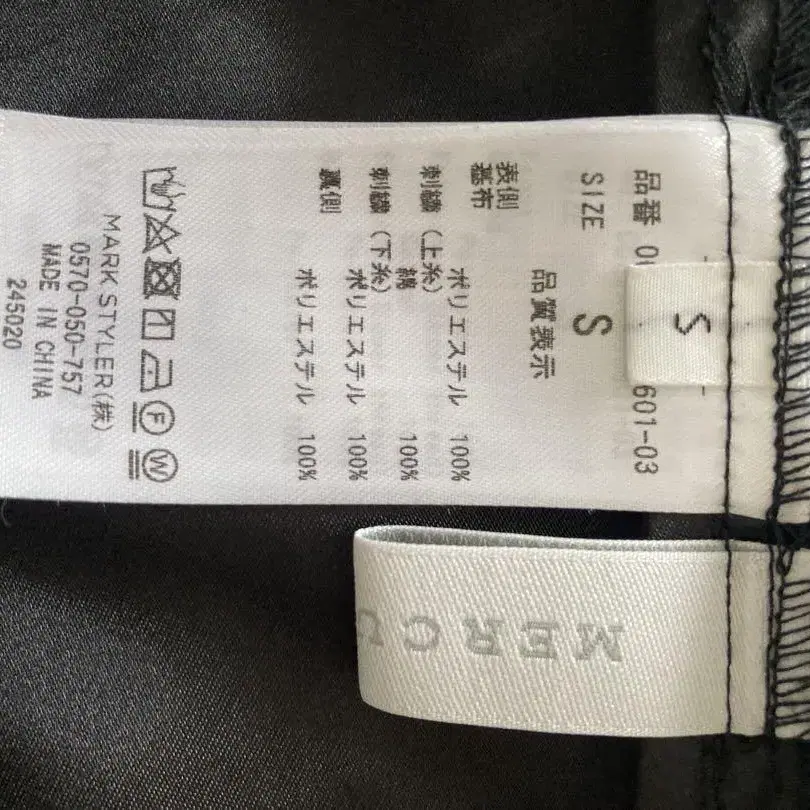 品番 0 601-03
SIZE S
S
品質表示
表側
基布 ポリエステル 100%
刺繍(上糸)
綿 100%
刺繍(下糸)
ポリエステル 100%
裏側
ポリエステル 100%
F
W
MARK STYLER(株)
0570-050-757
MADE IN CHINA
245020
MERCU